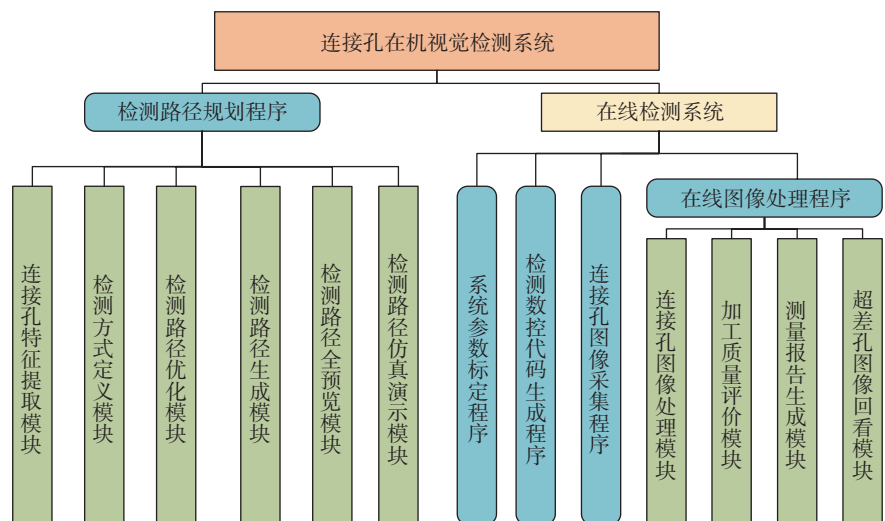 连接孔在机视觉检测系统
检测路径规划程序
在线检测系统
在线图像处理程序
连接孔特征提取模块
检测方式定义模块
检测路径优化模块
检测路径生成模块
检测路径全预览模块
检测路径仿真演示模块
系统参数标定程序
检测数控代码生成程序
连接孔图像采集程序
连接孔图像处理模块
加工质量评价模块
测量报告生成模块
超差孔图像回看模块